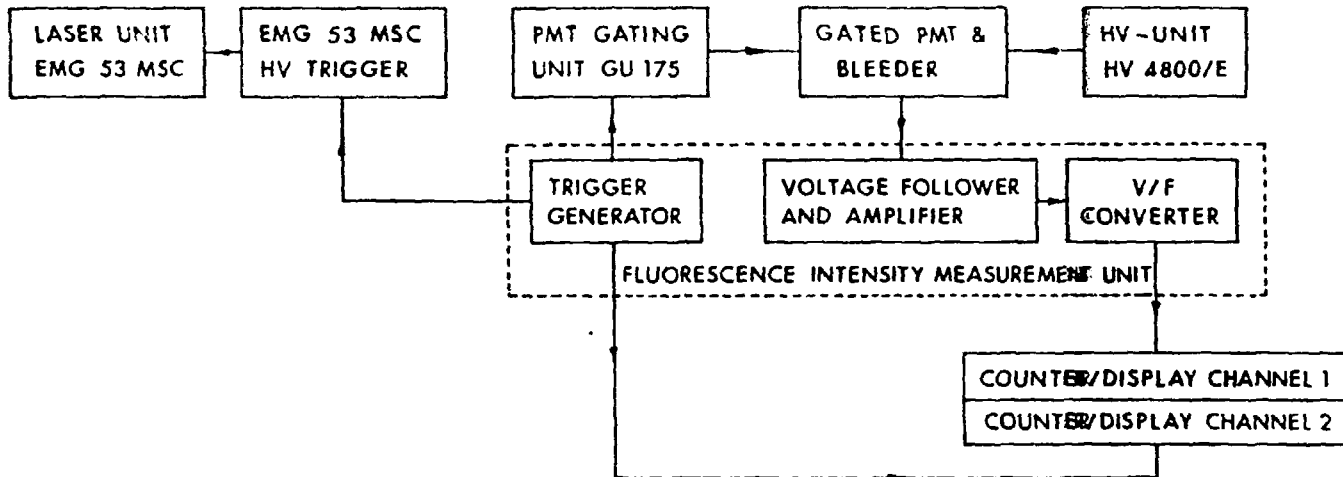 LASER UNIT
EMG 53 MSC
EMG 53 MSC
HV TRIGGER
PMT GATING
UNIT GU 175
GATED PMT &
BLEEDER
HV-UNIT
HV 4800/E
TRIGGER
GENERATOR
VOLTAGE FOLLOWER
AND AMPLIFIER
V/F
CONVERTER
FLUORESCENCE INTENSITY MEASUREMENT UNIT
COUNTER/DISPLAY CHANNEL 1
COUNTER/DISPLAY CHANNEL 2